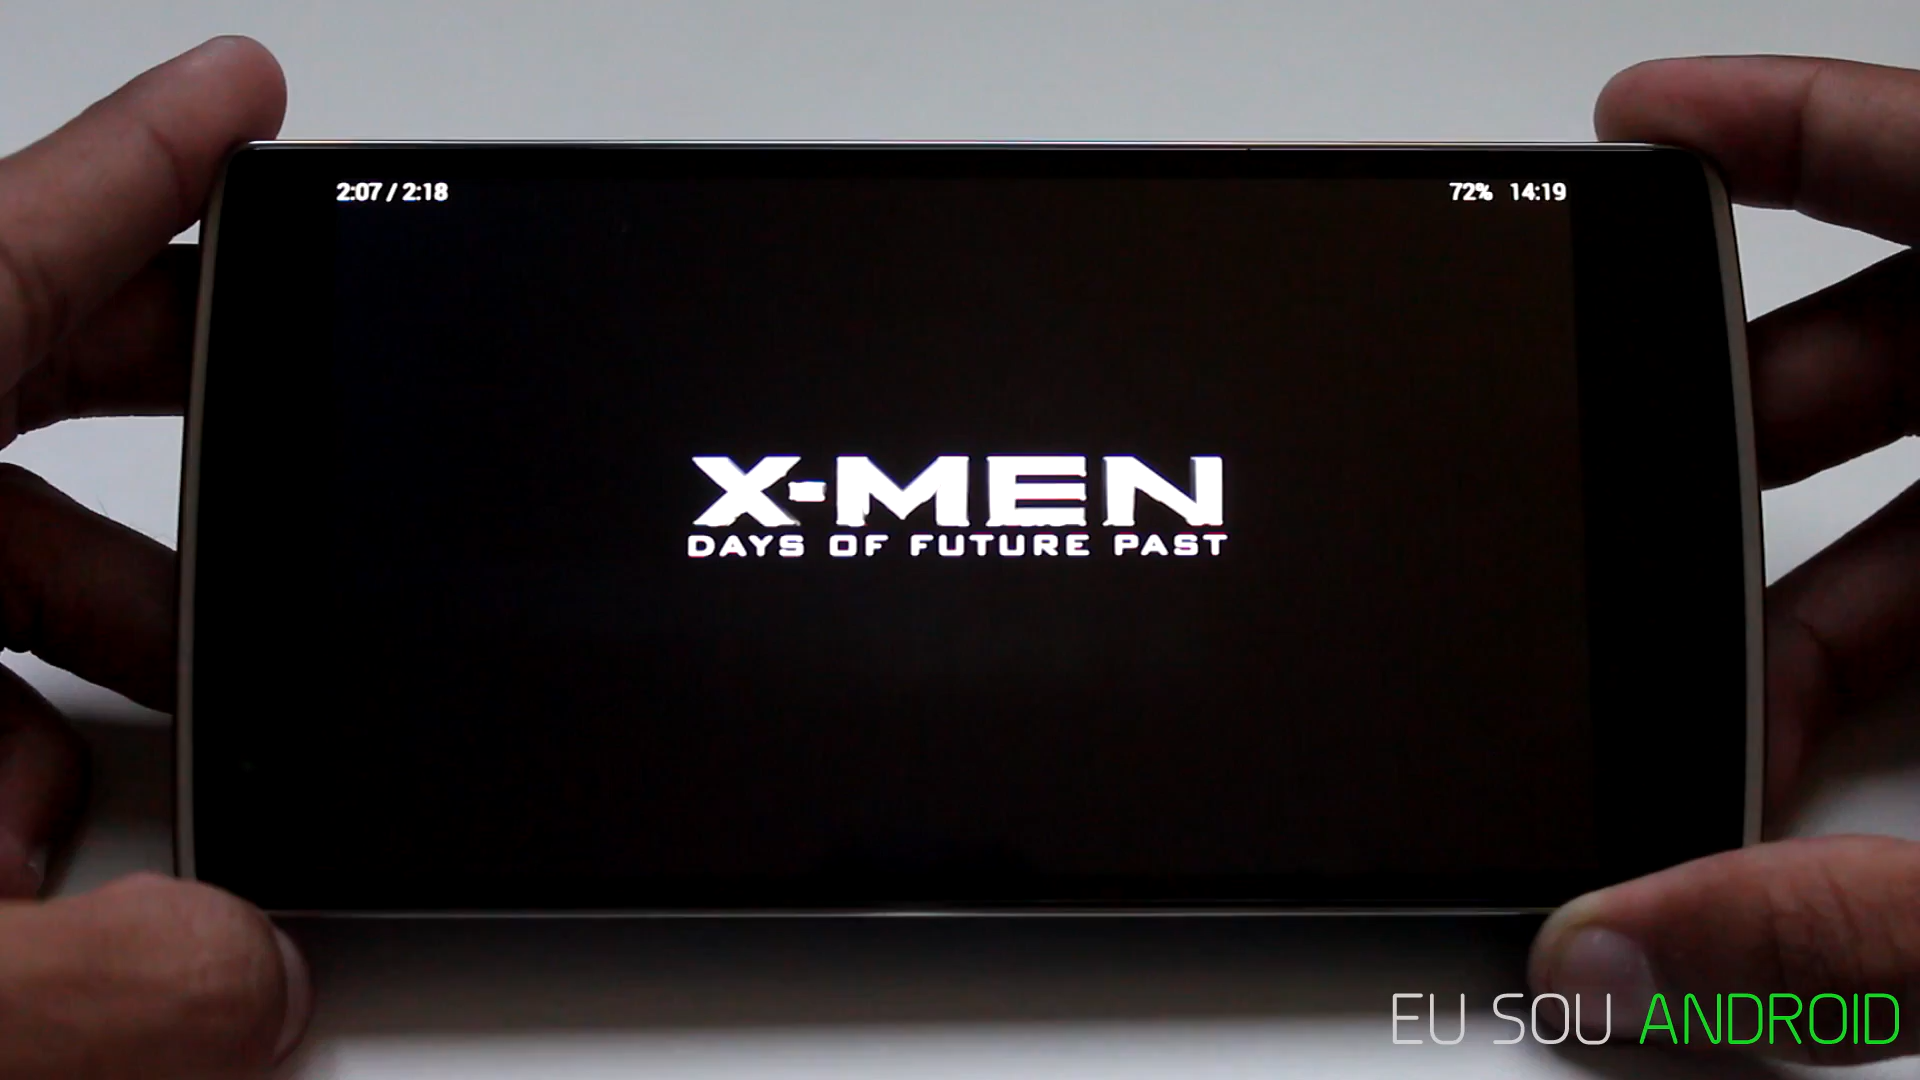 2:07 / 2:18
72% 14:19
X-MEN
DAYS OF FUTURE PAST
EU SOU ANDROID